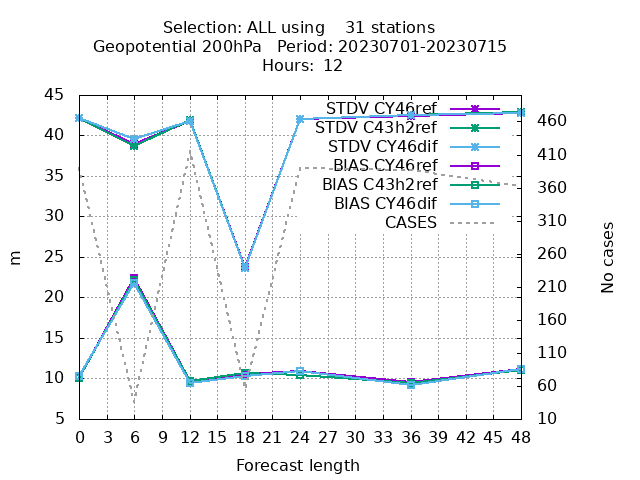 Selection: ALL using    31 stations
Geopotential 200hPa   Period: 20230701-20230715
Hours:  12
45
40
35
30
25
20
15
10
5
m
STDV CY46ref
STDV C43h2ref
STDV CY46dif
BIAS CY46ref
BIAS C43h2ref
BIAS CY46dif
CASES
460
410
360
310
260
210
160
110
60
10
No cases
0 3 6 9 12 15 18 21 24 27 30 33 36 39 42 45 48
Forecast length